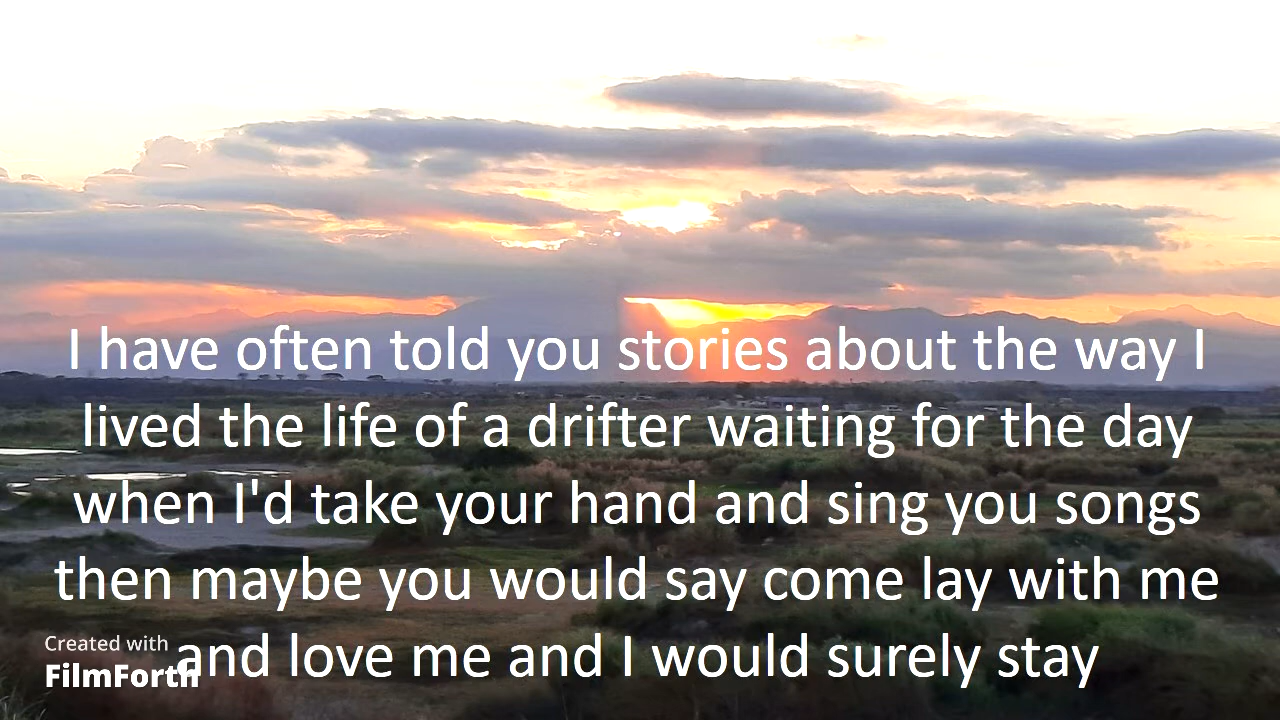 I have often told you stories about the way I
lived the life of a drifter waiting for the day
when I'd take your hand and sing you songs
then maybe you would say come lay with me
and love me and I would surely stay
Created with
FilmForth